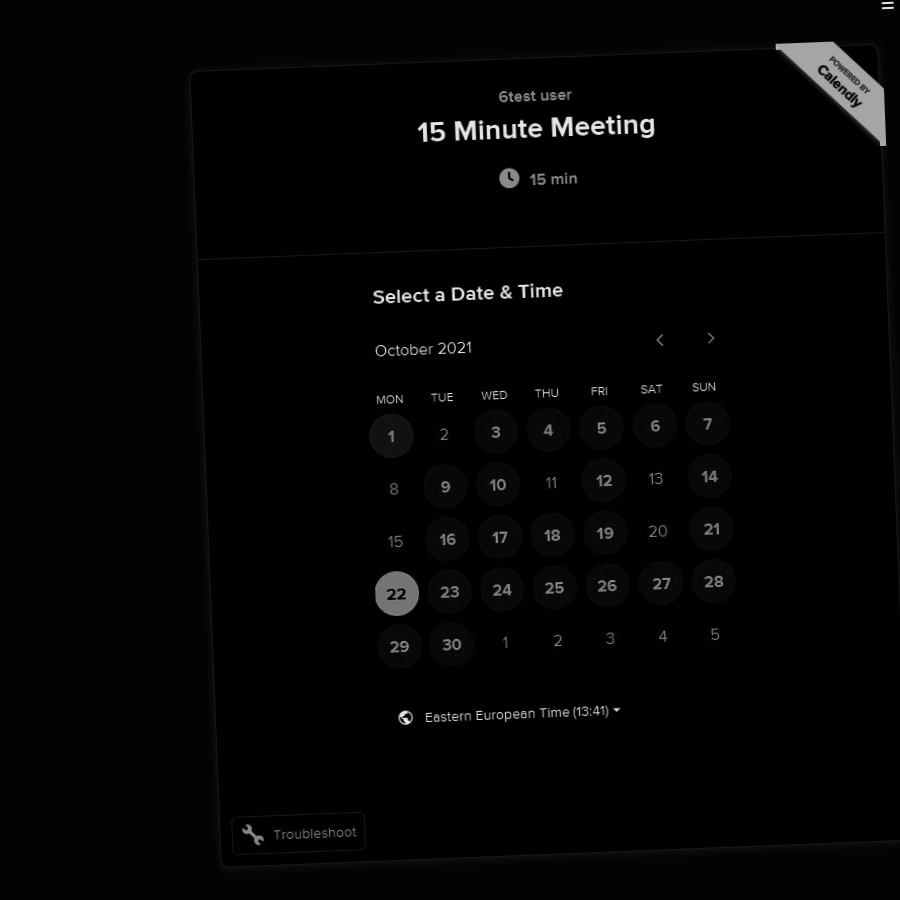 POWERED BY
Calendly
6test user
15 Minute Meeting
15 min
Select a Date & Time
October 2021
MON TUE WED THU FRI SAT SUN
1 2 3 4 5 6 7
8 9 10 11 12 13 14
15 16 17 18 19 20 21
22 23 24 25 26 27 28
29 30 1 2 3 4 5
Eastern European Time (13:41)
Troubleshoot